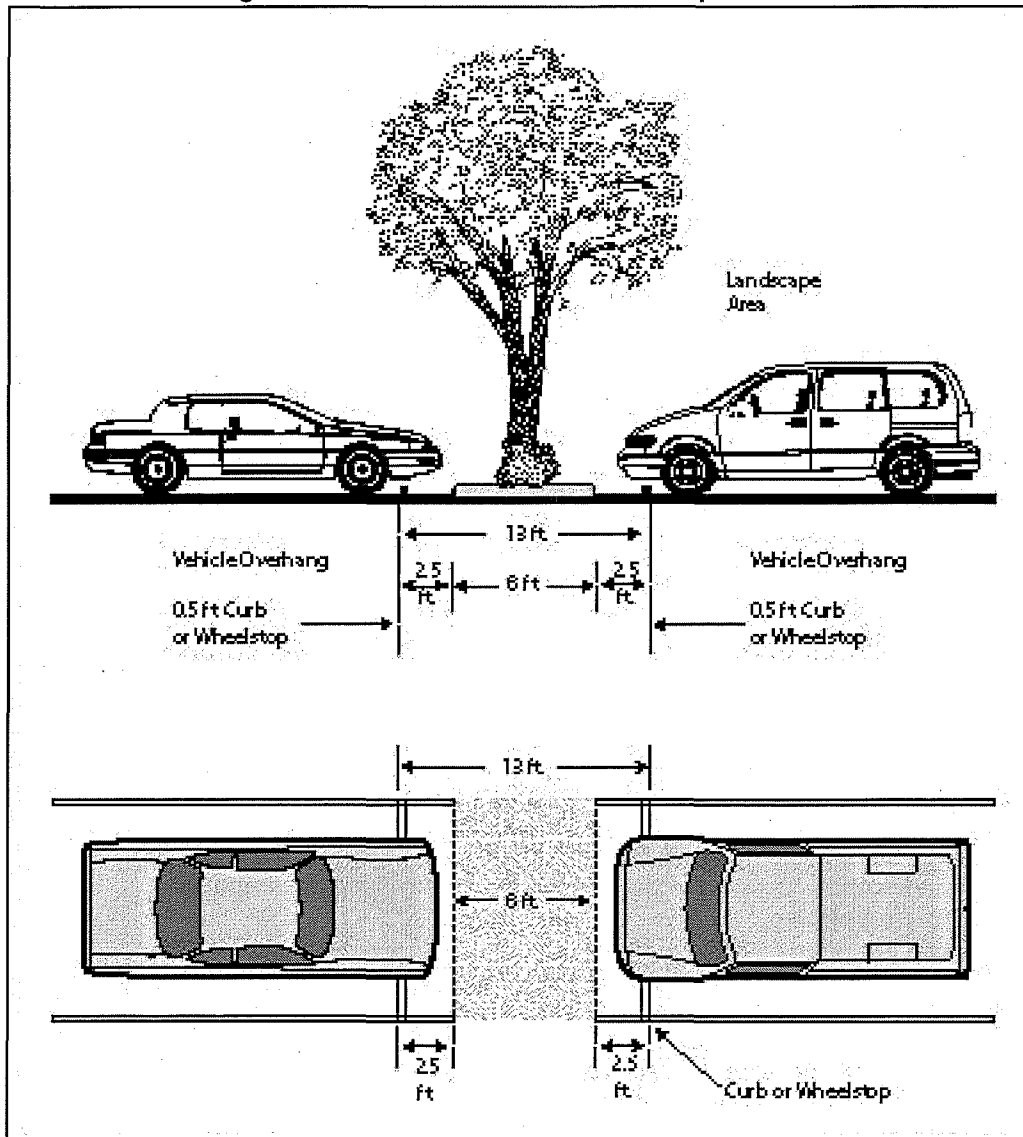 Landscape
Area
13 ft.
Vehicle Overhang
2.5
ft.
8 ft
2.5
ft.
Vehicle Overhang
0.5 ft Curb
or Wheelstop
0.5 ft Curb
or Wheelstop
13 ft.
8 ft.
2.5
ft
2.5
ft.
Curb or Wheelstop